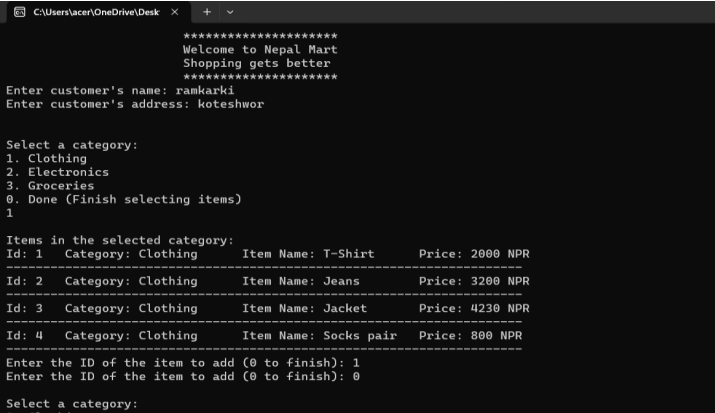 C:\Users\acer\OneDrive\Desk
*********************
Welcome to Nepal Mart
Shopping gets better
*********************
Enter customer's name: ramkarki
Enter customer's address: koteshwor
Select a category:
1. Clothing
2. Electronics
3. Groceries
0. Done (Finish selecting items)
1
Items in the selected category:
Id: 1 Category: Clothing Item Name: T-Shirt Price: 2000 NPR
----------------------------------------------------------------------
Id: 2 Category: Clothing Item Name: Jeans Price: 3200 NPR
----------------------------------------------------------------------
Id: 3 Category: Clothing Item Name: Jacket Price: 4230 NPR
----------------------------------------------------------------------
Id: 4 Category: Clothing Item Name: Socks pair Price: 800 NPR
----------------------------------------------------------------------
Enter the ID of the item to add (0 to finish): 1
Enter the ID of the item to add (0 to finish): 0
Select a category: